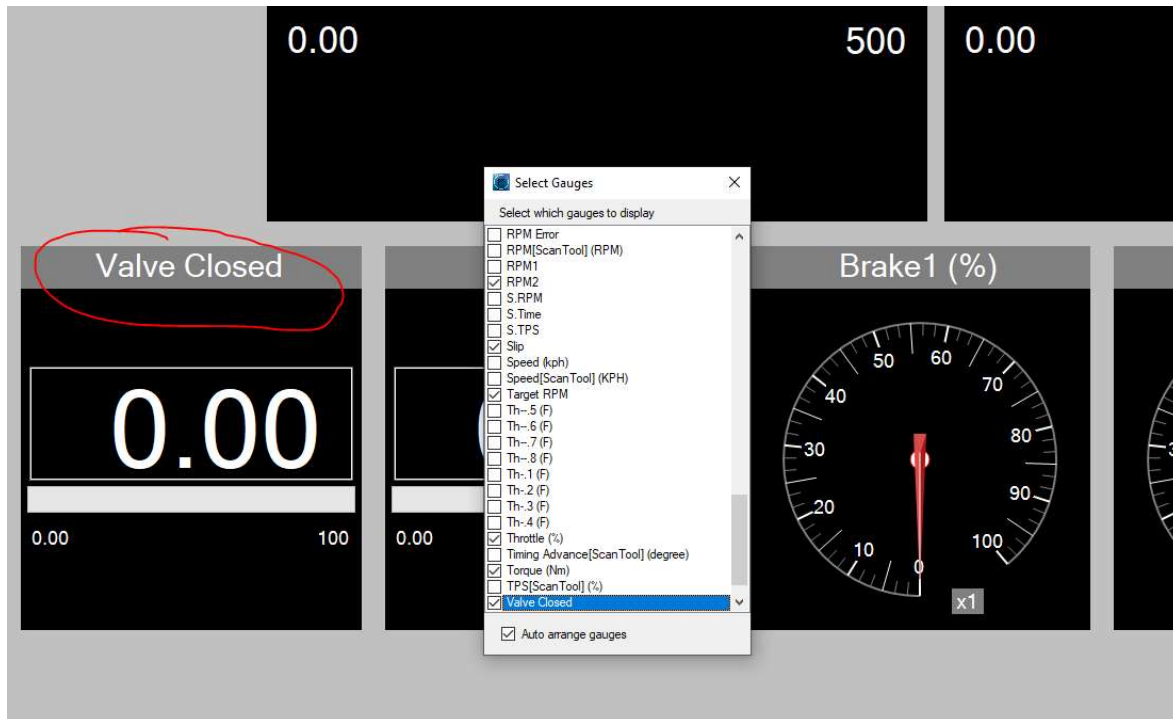 0.00 500 0.00
Select Gauges
Select which gauges to display
RPM Error
RPM[ScanTool] (RPM)
RPM1
RPM2
S.RPM
S.Time
S.TPS
Slip
Speed (kph)
Speed[ScanTool] (KPH)
Target RPM
Th--.5 (F)
Th--.6 (F)
Th--.7 (F)
Th--.8 (F)
Th-.1 (F)
Th-.2 (F)
Th-.3 (F)
Th-.4 (F)
Throttle (%)
Timing Advance[ScanTool] (degree)
Torque (Nm)
TPS[ScanTool] (%)
Valve Closed
Auto arrange gauges
Valve Closed
0.00
0.00 100
0.00
Brake1 (%)
50 60
40 70
30 80
20 90
10 0 100
x1